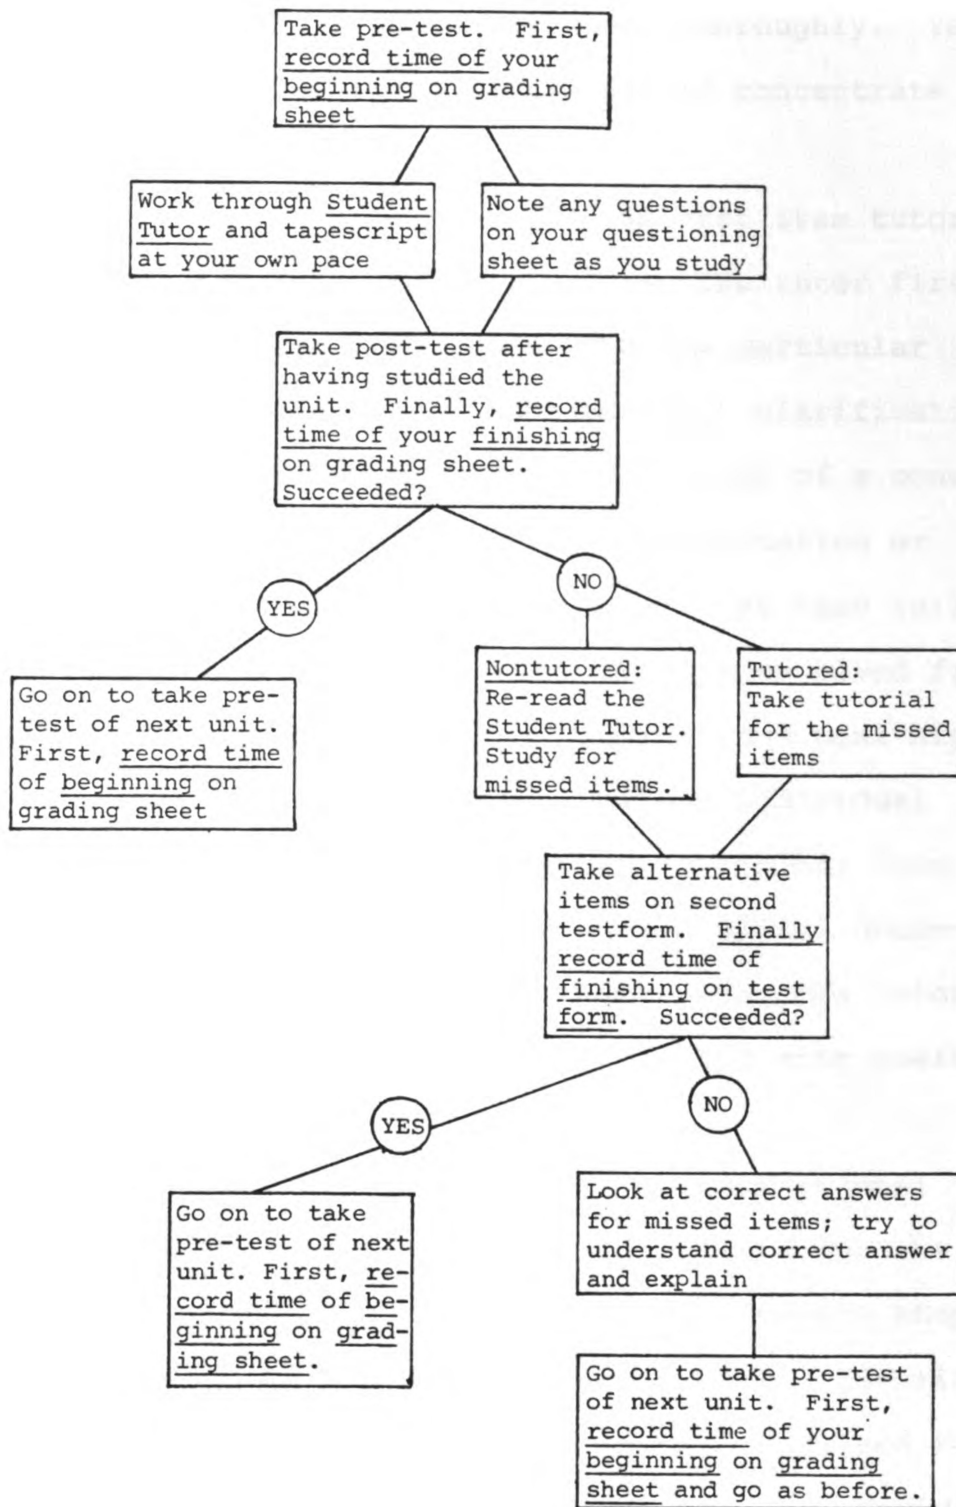 Take pre-test. First,
record time of your
beginning on grading
sheet
Work through Student
Tutor and tapescript
at your own pace
Note any questions
on your questioning
sheet as you study
Take post-test after
having studied the
unit. Finally, record
time of your finishing
on grading sheet.
Succeeded?
YES
NO
Go on to take pre-
test of next unit.
First, record time
of beginning on
grading sheet
Nontutored:
Re-read the
Student Tutor.
Study for
missed items.
Tutored:
Take tutorial
for the missed
items
Take alternative
items on second
testform. Finally
record time of
finishing on test
form. Succeeded?
YES
NO
Go on to take
pre-test of next
unit. First, re-
cord time of be-
ginning on grad-
ing sheet.
Look at correct answers
for missed items; try to
understand correct answer
and explain
Go on to take pre-test
of next unit. First,
record time of your
beginning on grading
sheet and go as before.